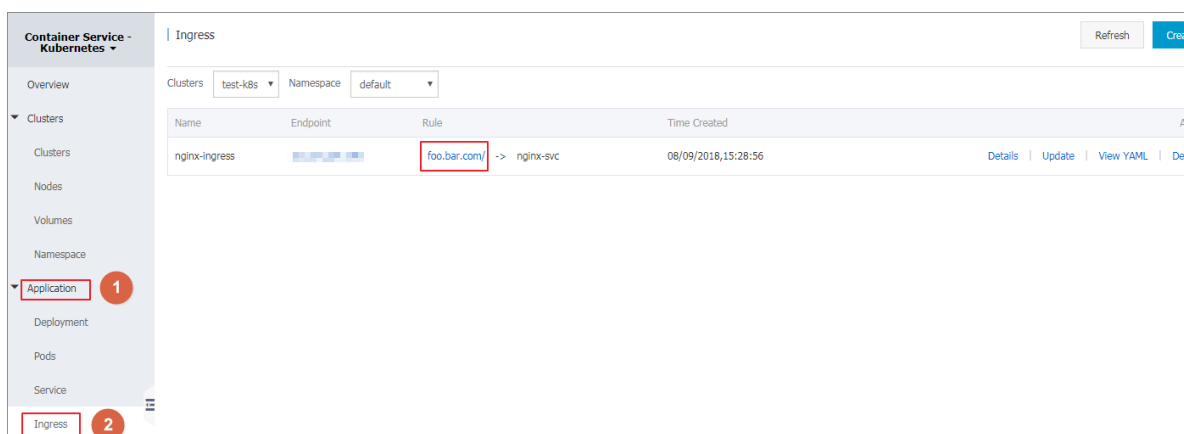 Container Service -
Kubernetes
Overview
Clusters
Clusters
Nodes
Volumes
Namespace
Application
1
Deployment
Pods
Service
Ingress
2
Ingress
Refresh
Clusters test-k8s Namespace default
Name Endpoint Rule Time Created
nginx-ingress foo.bar.com/ -> nginx-svc 08/09/2018,15:28:56 Details | Update | View YAML |